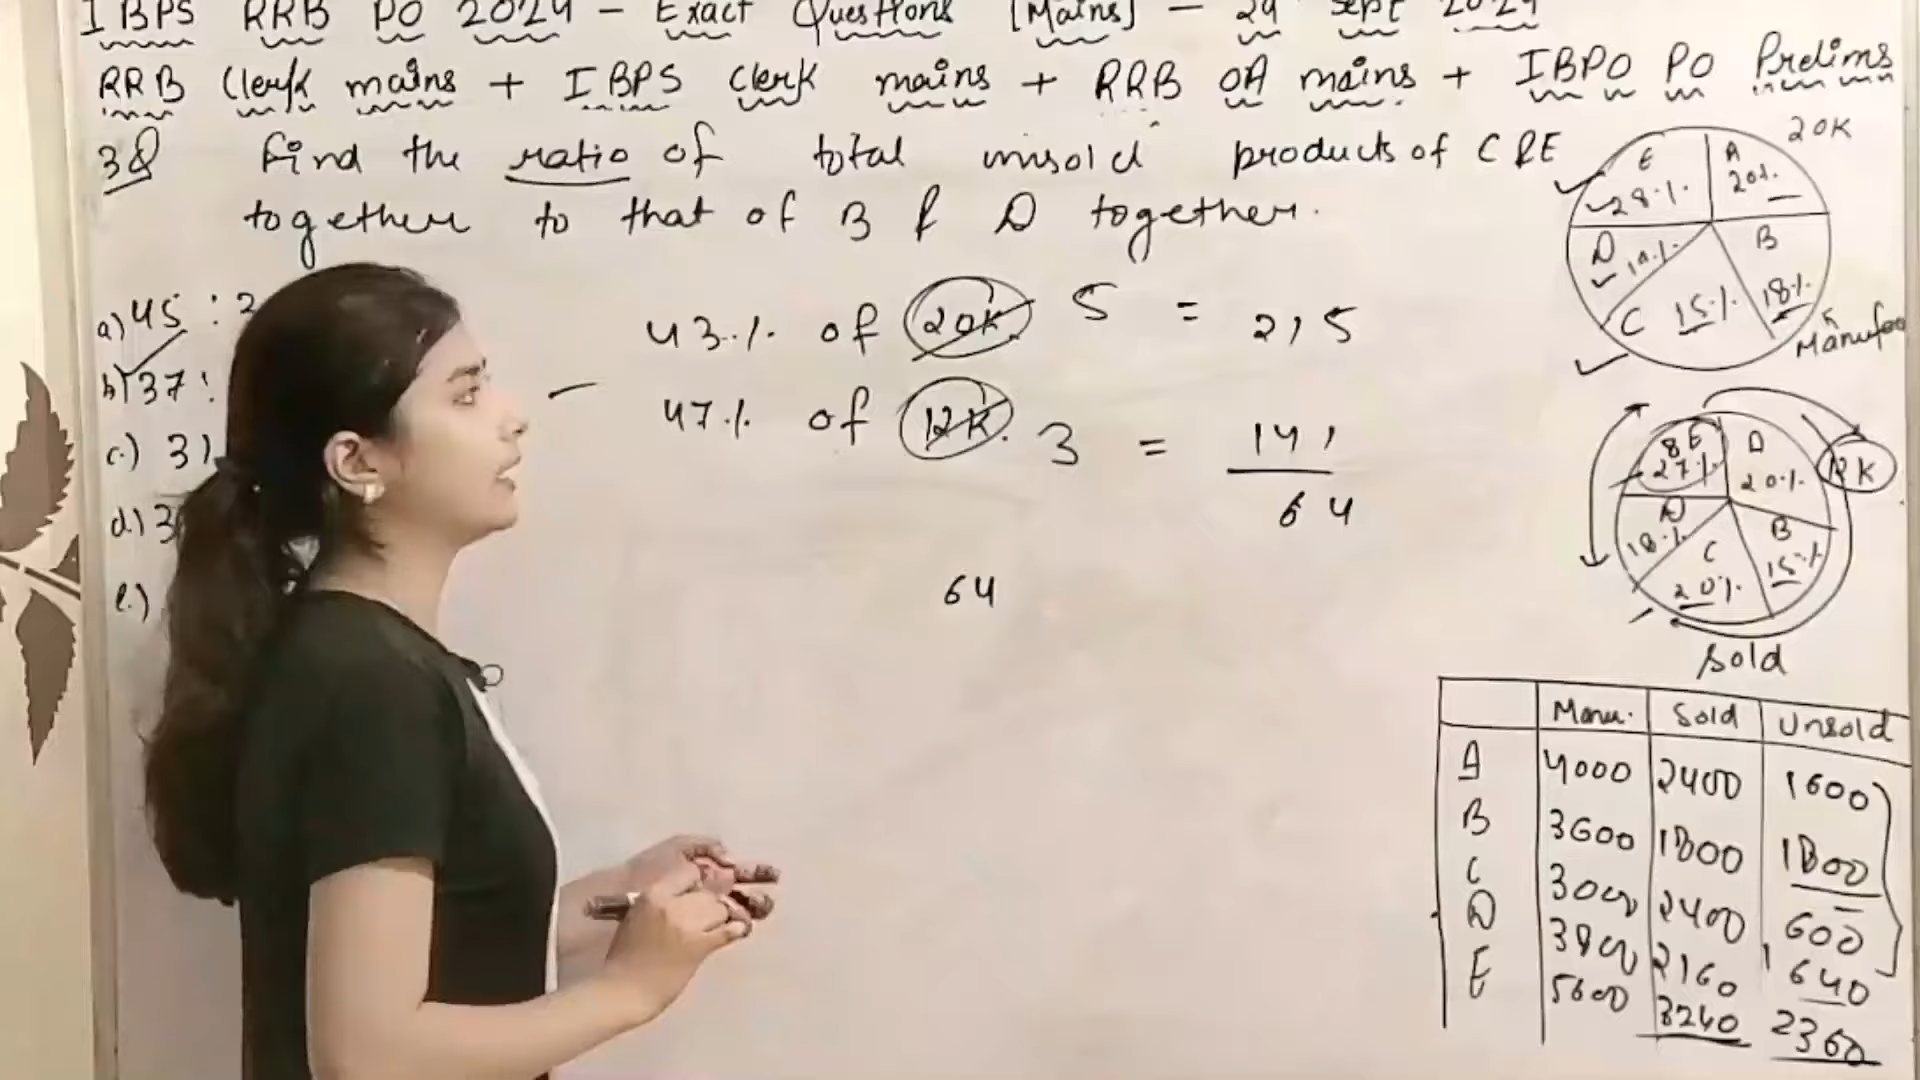 IBPS RRB PO 2024 - Exact Questions [Mains] - 29 Sept 2024
RRB Clerk mains + IBPS Clerk mains + RRB OA mains + IBPO PO Prelims
3Q Find the ratio of total unsold products of C & E
together to that of B & D together.
a) 45 : 2
b) 37 :
c.) 31
d.) 3
e.)
43.% of 20K 5 = 215
47.% of 12K. 3 = 141
64
64
20K
E 28.%
A 20%
D
B 18%
C 15.%
Manufac
12K
E 27%
20.%
D 18.%
B 15.%
C 20%
8
Sold
Manu. Sold Unsold
A 4000 2400 1600
B 3600 1800 1800
C 3000 2400 600
D 3800 2160 1640
E 5600 3240 2360